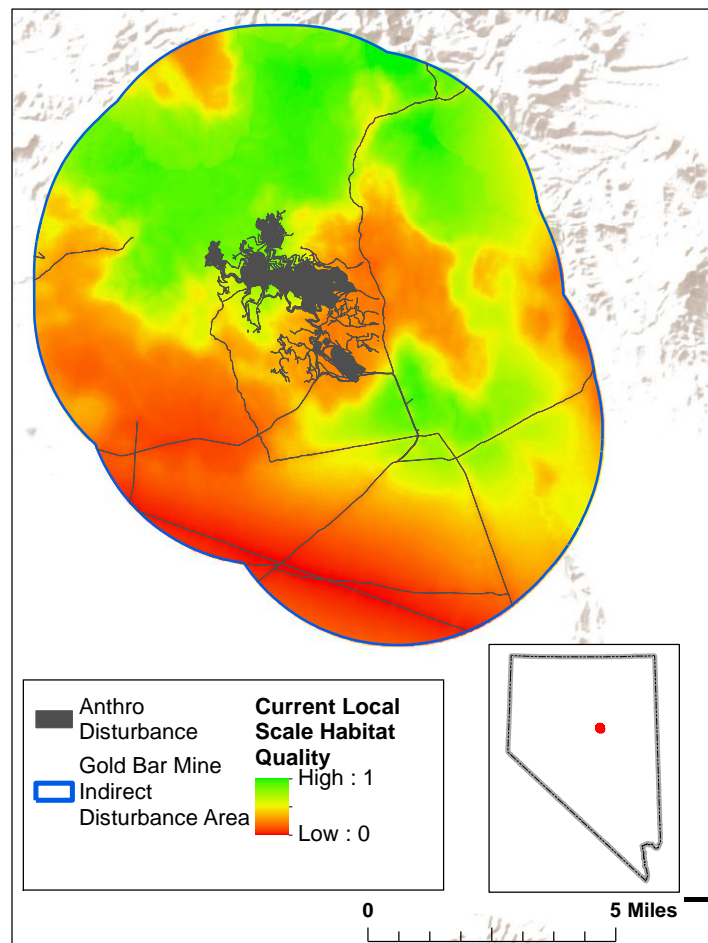 Anthro
Disturbance
Gold Bar Mine
Indirect
Disturbance Area
Current Local
Scale Habitat
Quality
High : 1
Low : 0
0
5 Miles